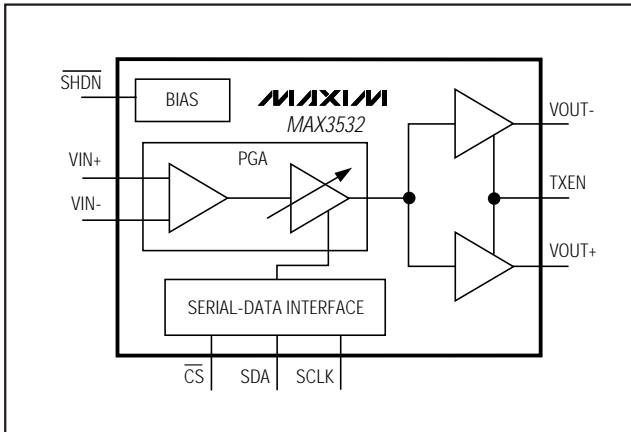 SHDN
BIAS
MAXIM
MAX3532
VOUT-
PGA
VIN+
VIN-
TXEN
VOUT+
SERIAL-DATA INTERFACE
CS SDA SCLK